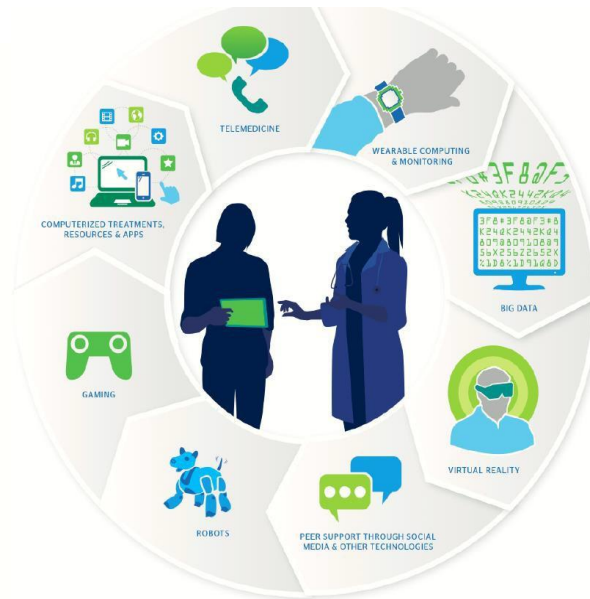 TELEMEDICINE
WEARABLE COMPUTING
& MONITORING
BIG DATA
VIRTUAL REALITY
PEER SUPPORT THROUGH SOCIAL
MEDIA & OTHER TECHNOLOGIES
ROBOTS
GAMING
COMPUTERIZED TREATMENTS,
RESOURCES & APPS